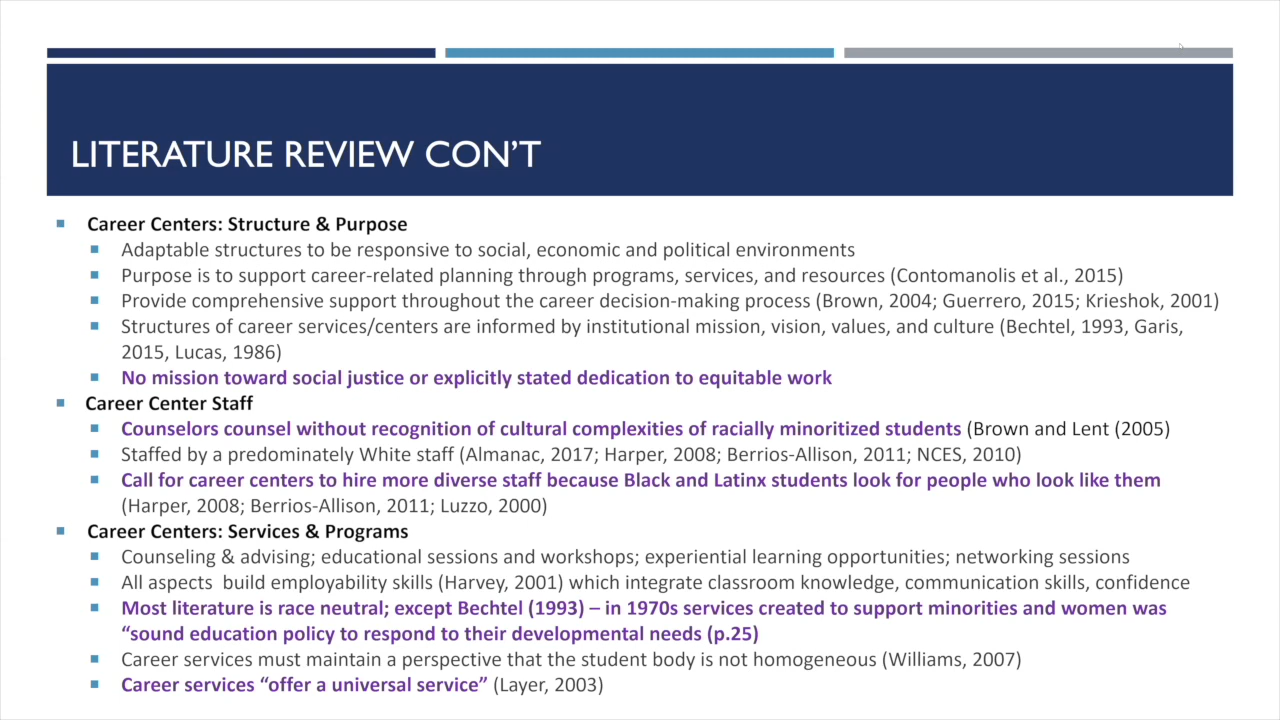 LITERATURE REVIEW CON’T
Career Centers: Structure & Purpose
Adaptable structures to be responsive to social, economic and political environments
Purpose is to support career-related planning through programs, services, and resources (Contomanolis et al., 2015)
Provide comprehensive support throughout the career decision-making process (Brown, 2004; Guerrero, 2015; Krieshok, 2001)
Structures of career services/centers are informed by institutional mission, vision, values, and culture (Bechtel, 1993, Garis,
2015, Lucas, 1986)
No mission toward social justice or explicitly stated dedication to equitable work
Career Center Staff
Counselors counsel without recognition of cultural complexities of racially minoritized students (Brown and Lent (2005)
Staffed by a predominately White staff (Almanac, 2017; Harper, 2008; Berrios-Allison, 2011; NCES, 2010)
Call for career centers to hire more diverse staff because Black and Latinx students look for people who look like them
(Harper, 2008; Berrios-Allison, 2011; Luzzo, 2000)
Career Centers: Services & Programs
Counseling & advising; educational sessions and workshops; experiential learning opportunities; networking sessions
All aspects  build employability skills (Harvey, 2001) which integrate classroom knowledge, communication skills, confidence
Most literature is race neutral; except Bechtel (1993) – in 1970s services created to support minorities and women was
“sound education policy to respond to their developmental needs (p.25)
Career services must maintain a perspective that the student body is not homogeneous (Williams, 2007)
Career services “offer a universal service” (Layer, 2003)